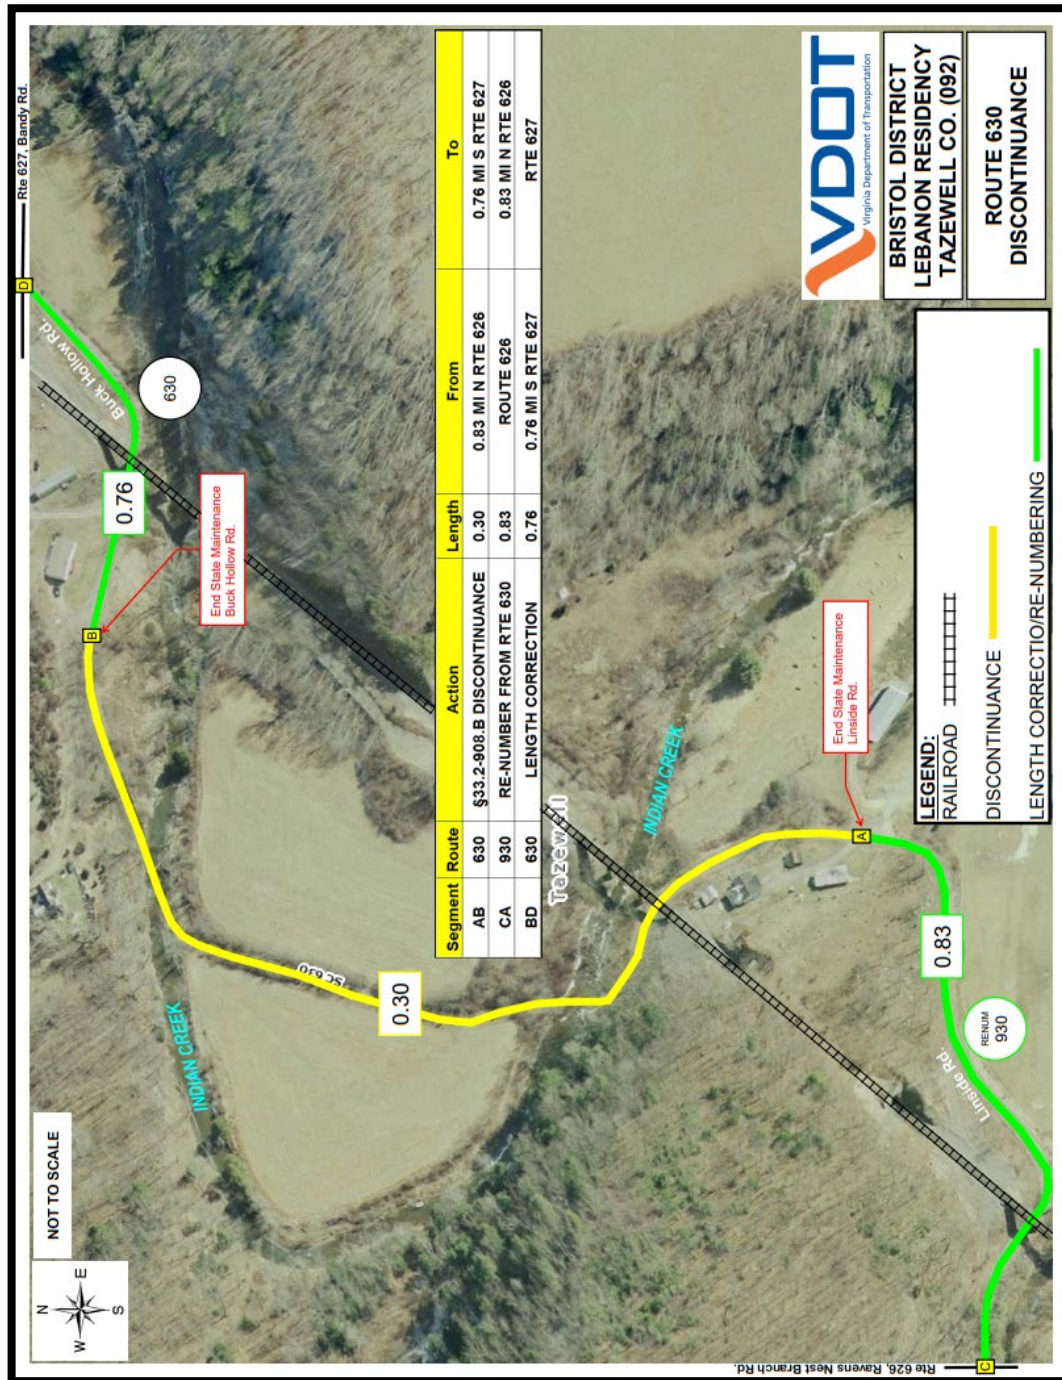 NOT TO SCALE
N
W
E
S
INDIAN CREEK
SC 630
0.30
End State Maintenance
Buck Hollow Rd.
B
0.76
Buck Hollow Rd.
630
D
Rte 627, Bandy Rd.
Segment Route Action Length From To
AB 630 §33.2-908.B DISCONTINUANCE 0.30 0.83 MI N RTE 626 0.76 MI S RTE 627
CA 930 RE-NUMBER FROM RTE 630 0.83 ROUTE 626 0.83 MI N RTE 626
BD 630 LENGTH CORRECTION 0.76 0.76 MI S RTE 627 RTE 627
Tazewell
INDIAN CREEK
End State Maintenance
Linside Rd.
A
0.83
RENUM
930
Linside Rd.
C
Rte 626, Ravens Nest Branch Rd.
LEGEND:
RAILROAD
DISCONTINUANCE
LENGTH CORRECTIO/RE-NUMBERING
VDOT
Virginia Department of Transportation
BRISTOL DISTRICT
LEBANON RESIDENCY
TAZEWELL CO. (092)
ROUTE 630
DISCONTINUANCE